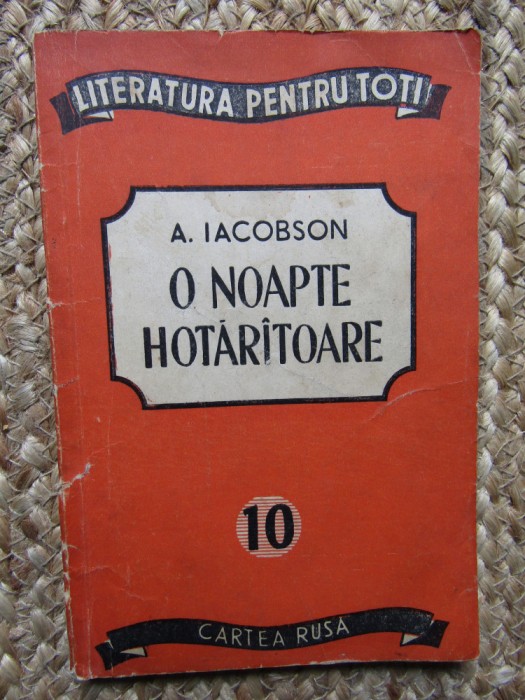 LITERATURA PENTRU TOȚI
A. IACOBSON
O NOAPTE
HOTĂRÎTOARE
10
CARTEA RUSĂ